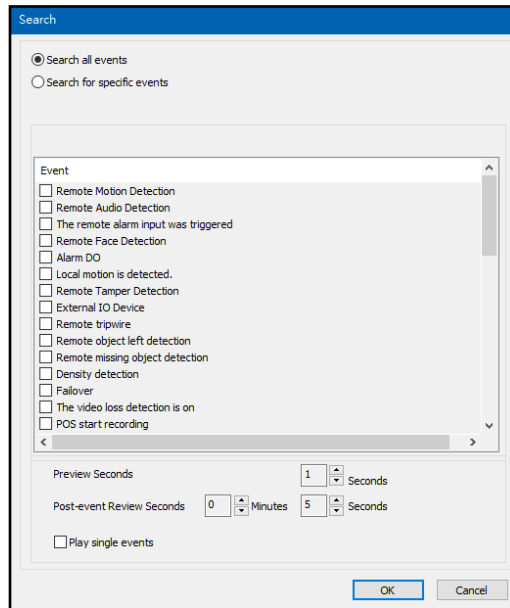 Search
Search all events
Search for specific events
Event
Remote Motion Detection
Remote Audio Detection
The remote alarm input was triggered
Remote Face Detection
Alarm DO
Local motion is detected.
Remote Tamper Detection
External IO Device
Remote tripwire
Remote object left detection
Remote missing object detection
Density detection
Failover
The video loss detection is on
POS start recording
Preview Seconds 1 Seconds
Post-event Review Seconds 0 Minutes 5 Seconds
Play single events
OK Cancel